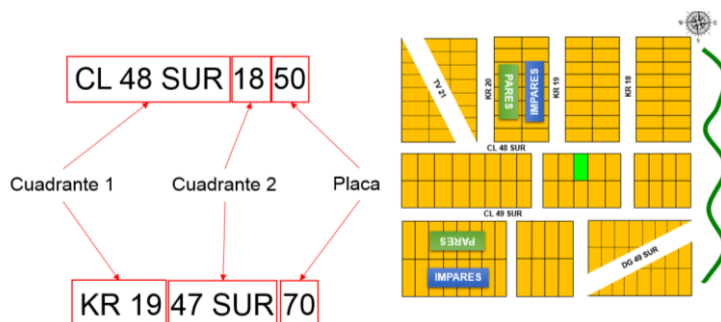 CL 48 SUR 18 50
Cuadrante 1
Cuadrante 2
Placa
KR 19 47 SUR 70
N
S
TV 21
KR 20
PARES
IMPARES
KR 19
KR 18
CL 48 SUR
CL 49 SUR
PARES
IMPARES
DG 49 SUR